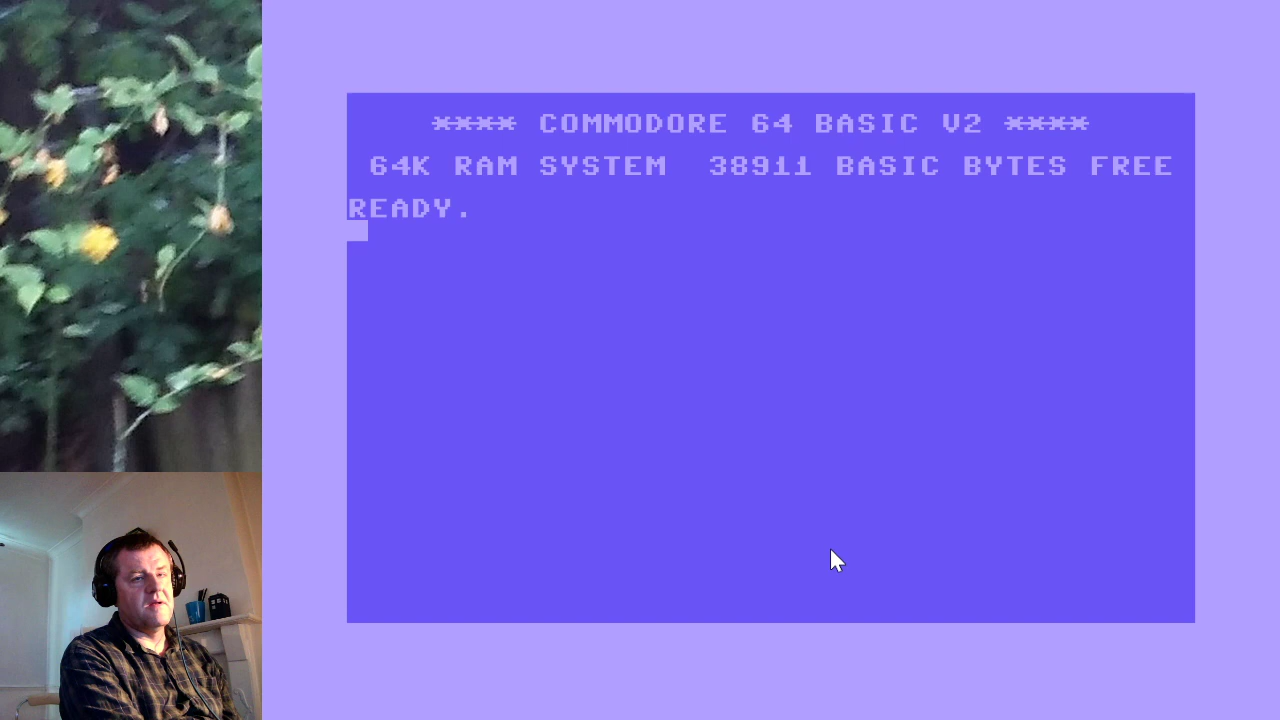 **** COMMODORE 64 BASIC V2 ****
64K RAM SYSTEM  38911 BASIC BYTES FREE
READY.